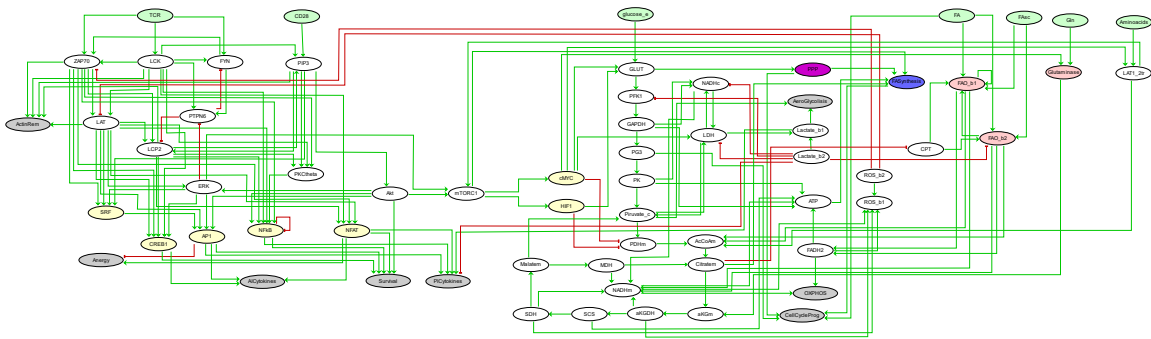 TCR
CD28
glucose_e
FA
FAsc
Gln
Aminoacids
ZAP70
LCK
FYN
PIP3
GLUT
NADHc
FASynthesis
FAO_b1
Glutaminase
LAT1_2tr
PFK1
AeroGlycolisis
ActinRem
LAT
PTPN6
GAPDH
LDH
Lactate_b1
FAO_b2
LCP2
PG3
Lactate_b2
CPT
PKCtheta
PK
ROS_b2
ERK
Akt
mTORC1
cMYC
ATP
ROS_b1
SRF
HIF1
Piruvate_c
CREB1
AP1
NFkB
NFAT
PDHm
AcCoAm
FADH2
Anergy
Malatem
MDH
Citratem
AICytokines
Survival
PICytokines
NADHm
OXPHOS
SDH
SCS
aKGDH
aKGm
CellCycleProg